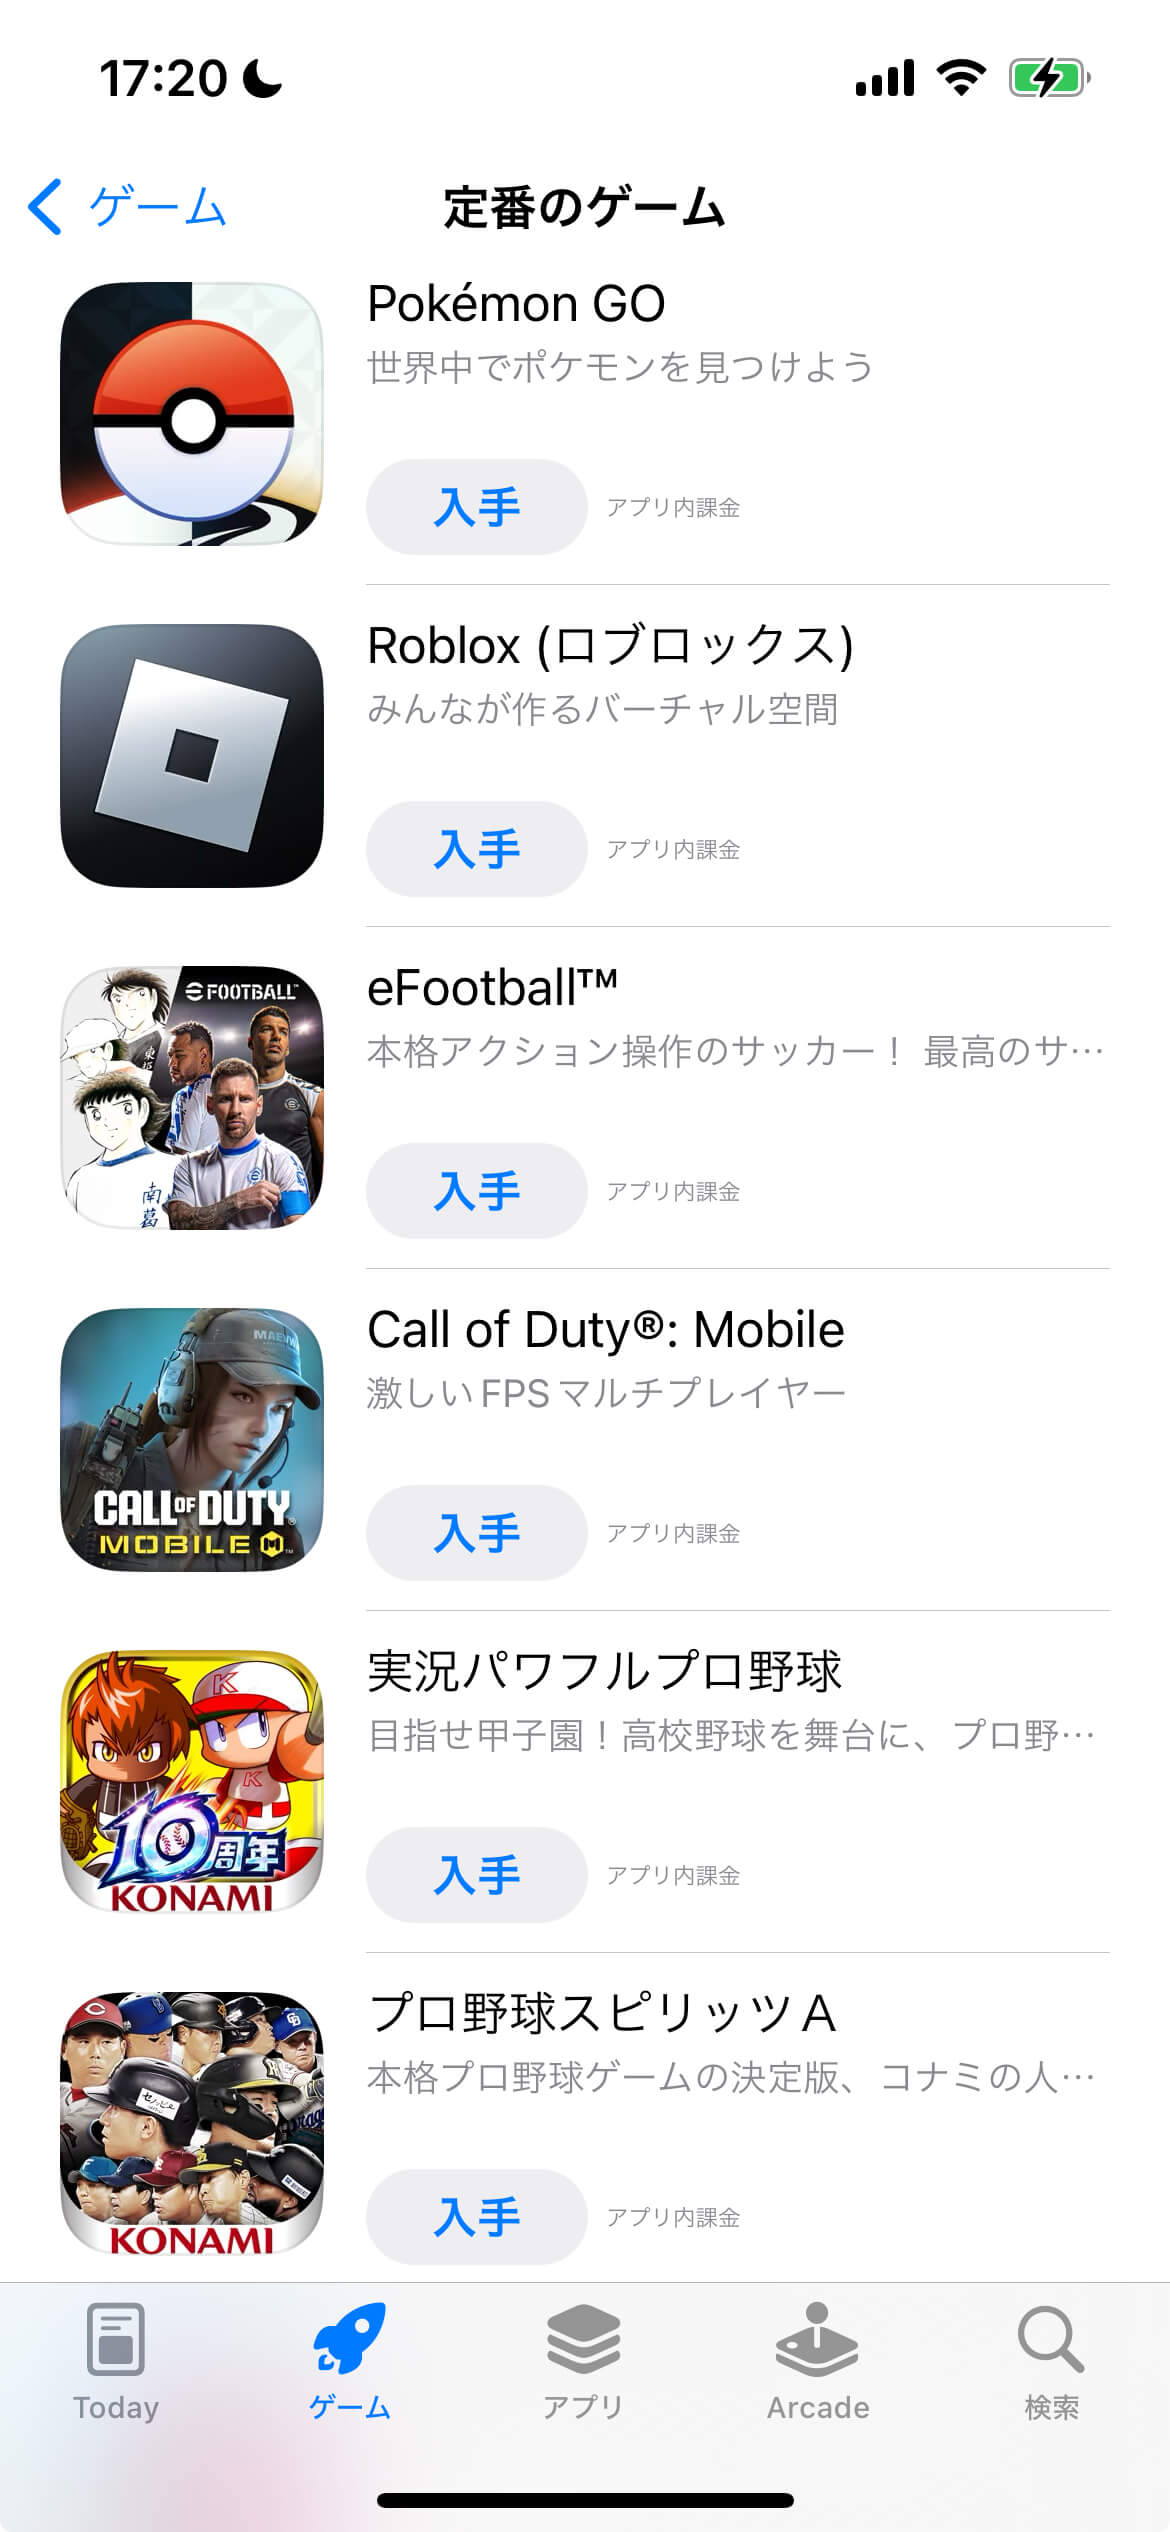 17:20
ゲーム
定番のゲーム
Pokémon GO
世界中でポケモンを見つけよう
入手 アプリ内課金
Roblox (ロブロックス)
みんなが作るバーチャル空間
入手 アプリ内課金
FOOTBALL
南葛
eFootball™
本格アクション操作のサッカー！ 最高のサ…
入手 アプリ内課金
CALL OF DUTY®
MOBILE™
Call of Duty®: Mobile
激しいFPSマルチプレイヤー
入手 アプリ内課金
K
K
10周年
KONAMI
実況パワフルプロ野球
目指せ甲子園！高校野球を舞台に、プロ野…
入手 アプリ内課金
KONAMI
プロ野球スピリッツA
本格プロ野球ゲームの決定版、コナミの人…
入手 アプリ内課金
Today
ゲーム
アプリ
Arcade
検索